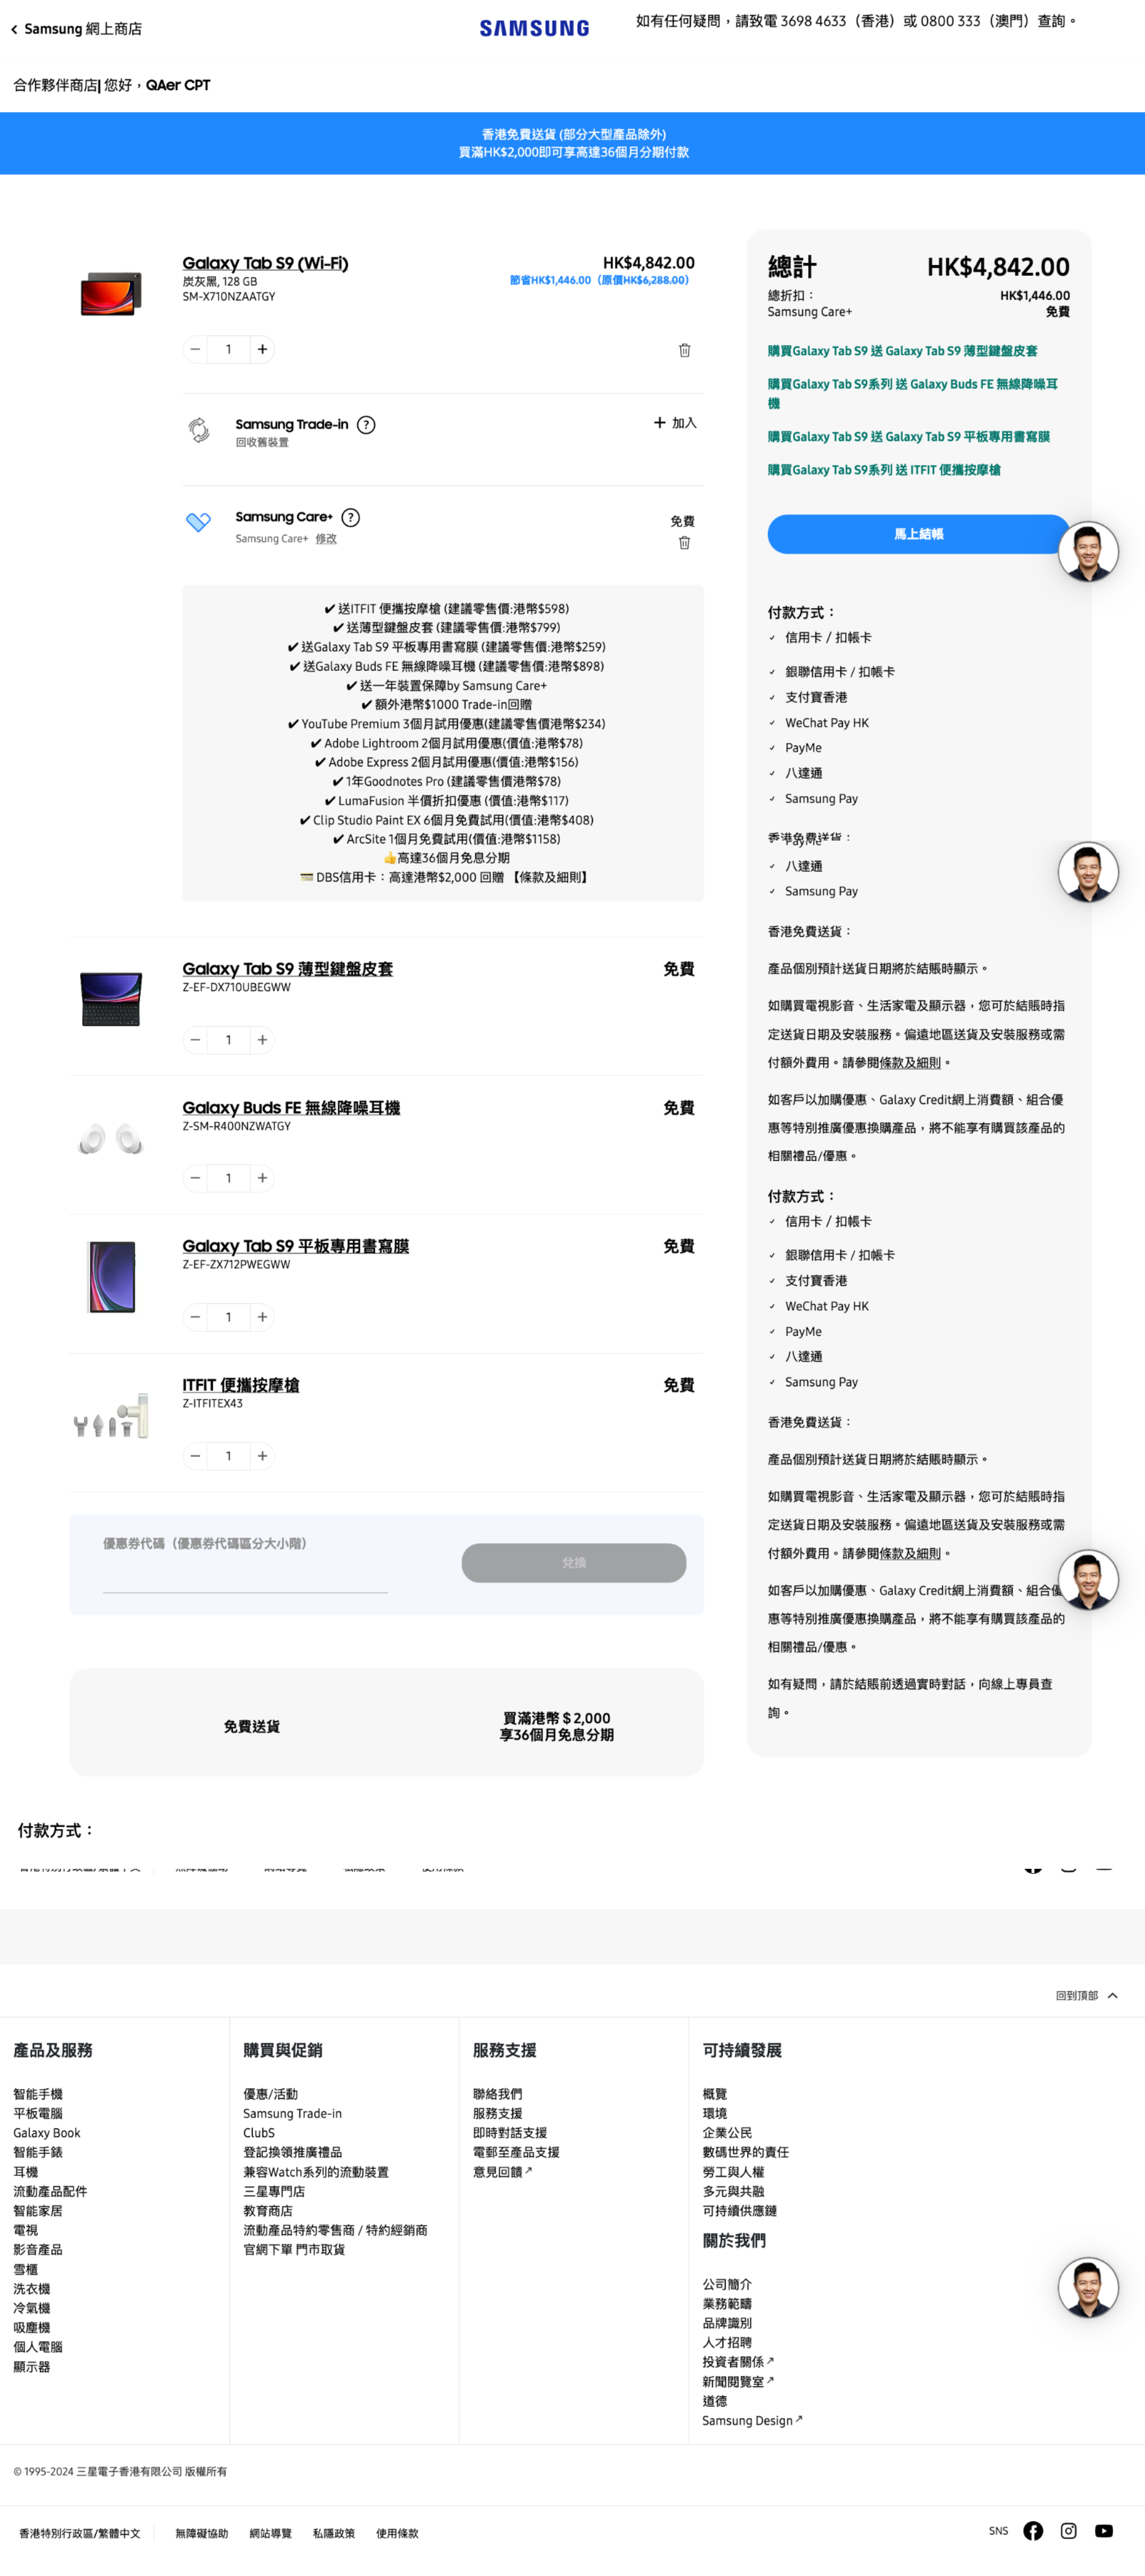 Samsung 網上商店
SAMSUNG
如有任何疑問，請致電 3698 4633（香港）或 0800 333（澳門）查詢。
合作夥伴商店| 您好，QAer CPT
香港免費送貨 (部分大型產品除外)
買滿HK$2,000即可享高達36個月分期付款
Galaxy Tab S9 (Wi-Fi)
HK$4,842.00
炭灰黑, 128 GB
節省HK$1,446.00（原價HK$6,288.00）
SM-X710NZAATGY
1
Samsung Trade-in ?
加入
回收舊裝置
Samsung Care+ ?
免費
Samsung Care+ 修改
✔ 送ITFIT 便攜按摩槍 (建議零售價:港幣$598)
✔ 送薄型鍵盤皮套 (建議零售價:港幣$799)
✔ 送Galaxy Tab S9 平板專用書寫膜 (建議零售價:港幣$259)
✔ 送Galaxy Buds FE 無線降噪耳機 (建議零售價:港幣$898)
✔ 送一年裝置保障by Samsung Care+
✔ 額外港幣$1000 Trade-in回贈
✔ YouTube Premium 3個月試用優惠(建議零售價港幣$234)
✔ Adobe Lightroom 2個月試用優惠(價值:港幣$78)
✔ Adobe Express 2個月試用優惠(價值:港幣$156)
✔ 1年Goodnotes Pro (建議零售價港幣$78)
✔ LumaFusion 半價折扣優惠 (價值:港幣$117)
✔ Clip Studio Paint EX 6個月免費試用(價值:港幣$408)
✔ ArcSite 1個月免費試用(價值:港幣$1158)
👍高達36個月免息分期
💳 DBS信用卡：高達港幣$2,000 回贈 【條款及細則】
Galaxy Tab S9 薄型鍵盤皮套
免費
Z-EF-DX710UBEGWW
1
Galaxy Buds FE 無線降噪耳機
免費
Z-SM-R400NZWATGY
1
Galaxy Tab S9 平板專用書寫膜
免費
Z-EF-ZX712PWEGWW
1
ITFIT 便攜按摩槍
免費
Z-ITFITEX43
1
優惠券代碼（優惠券代碼區分大小階）
兌換
免費送貨
買滿港幣＄2,000
享36個月免息分期
總計
HK$4,842.00
總折扣：
HK$1,446.00
Samsung Care+
免費
購買Galaxy Tab S9 送 Galaxy Tab S9 薄型鍵盤皮套
購買Galaxy Tab S9系列 送 Galaxy Buds FE 無線降噪耳
機
購買Galaxy Tab S9 送 Galaxy Tab S9 平板專用書寫膜
購買Galaxy Tab S9系列 送 ITFIT 便攜按摩槍
馬上結帳
付款方式：
信用卡 / 扣帳卡
銀聯信用卡 / 扣帳卡
支付寶香港
WeChat Pay HK
PayMe
八達通
Samsung Pay
香港免費送貨：
PayMe
八達通
Samsung Pay
香港免費送貨：
產品個別預計送貨日期將於結賬時顯示。
如購買電視影音、生活家電及顯示器，您可於結賬時指
定送貨日期及安裝服務。偏遠地區送貨及安裝服務或需
付額外費用。請參閱條款及細則。
如客戶以加購優惠、Galaxy Credit網上消費額、組合優
惠等特別推廣優惠換購產品，將不能享有購買該產品的
相關禮品/優惠。
付款方式：
信用卡 / 扣帳卡
銀聯信用卡 / 扣帳卡
支付寶香港
WeChat Pay HK
PayMe
八達通
Samsung Pay
香港免費送貨：
產品個別預計送貨日期將於結賬時顯示。
如購買電視影音、生活家電及顯示器，您可於結賬時指
定送貨日期及安裝服務。偏遠地區送貨及安裝服務或需
付額外費用。請參閱條款及細則。
如客戶以加購優惠、Galaxy Credit網上消費額、組合優
惠等特別推廣優惠換購產品，將不能享有購買該產品的
相關禮品/優惠。
如有疑問，請於結賬前透過實時對話，向線上專員查
詢。
付款方式：
回到頂部
產品及服務
智能手機
平板電腦
Galaxy Book
智能手錶
耳機
流動產品配件
智能家居
電視
影音產品
雪櫃
洗衣機
冷氣機
吸塵機
個人電腦
顯示器
購買與促銷
優惠/活動
Samsung Trade-in
ClubS
登記換領推廣禮品
兼容Watch系列的流動裝置
三星專門店
教育商店
流動產品特約零售商 / 特約經銷商
官網下單 門市取貨
服務支援
聯絡我們
服務支援
即時對話支援
電郵至產品支援
意見回饋
可持續發展
概覽
環境
企業公民
數碼世界的責任
勞工與人權
多元與共融
可持續供應鏈
關於我們
公司簡介
業務範疇
品牌識別
人才招聘
投資者關係
新聞閱覽室
道德
Samsung Design
© 1995-2024 三星電子香港有限公司 版權所有
香港特別行政區/繁體中文
無障礙協助
網站導覽
私隱政策
使用條款
SNS